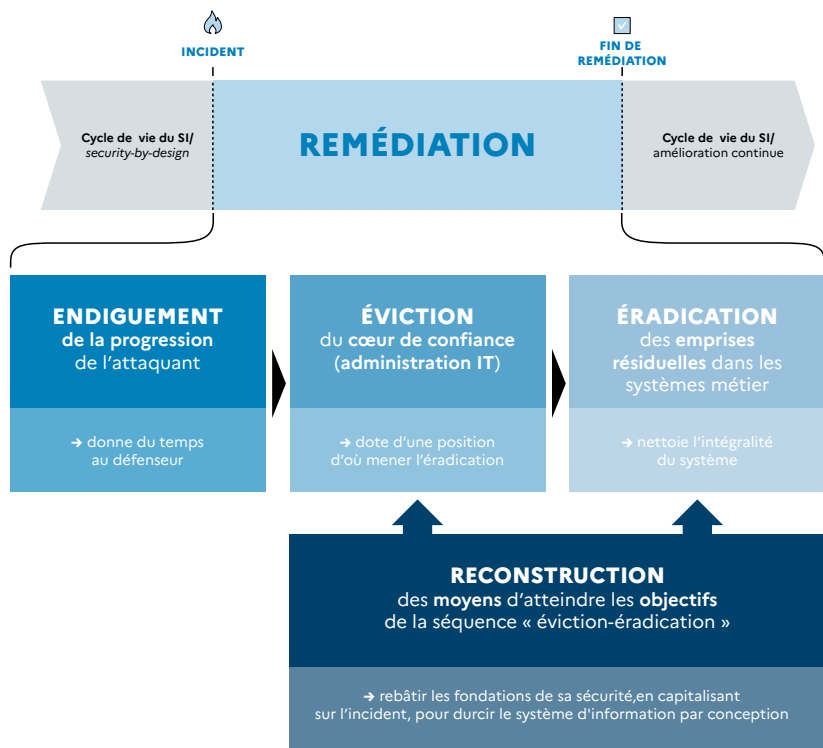 INCIDENT
FIN DE
REMÉDIATION
Cycle de vie du SI/
security-by-design
REMÉDIATION
Cycle de vie du SI/
amélioration continue
ENDIGUEMENT
de la progression
de l'attaquant
→ donne du temps
au défenseur
ÉVICTION
du cœur de confiance
(administration IT)
→ dote d'une position
d'où mener l'éradication
ÉRADICATION
des emprises
résiduelles dans les
systèmes métier
→ nettoie l'intégralité
du système
RECONSTRUCTION
des moyens d'atteindre les objectifs
de la séquence « éviction-éradication »
→ rebâtir les fondations de sa sécurité,en capitalisant
sur l'incident, pour durcir le système d'information par conception